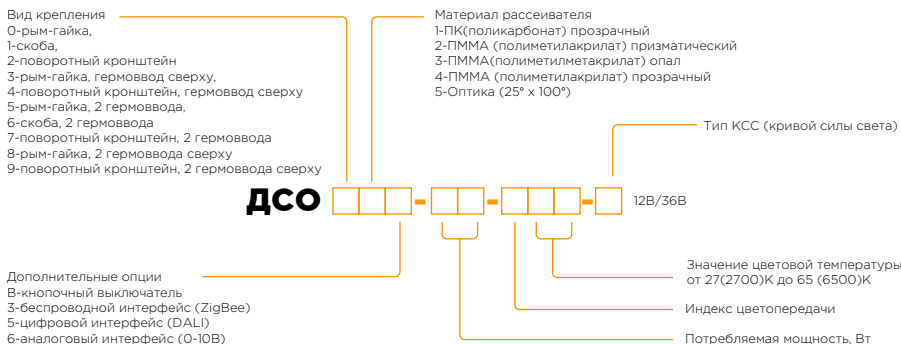 Вид крепления
0-рым-гайка,
1-скоба,
2-поворотный кронштейн
3-рым-гайка, гермоввод сверху,
4-поворотный кронштейн, гермоввод сверху
5-рым-гайка, 2 гермоввода,
6-скоба, 2 гермоввода
7-поворотный кронштейн, 2 гермоввода
8-рым-гайка, 2 гермоввода сверху
9-поворотный кронштейн, 2 гермоввода сверху
Материал рассеивателя
1-ПК(поликарбонат) прозрачный
2-ПММА (полиметилакрилат) призматический
3-ПММА(полиметилметакрилат) опал
4-ПММА (полиметилакрилат) прозрачный
5-Оптика (25° х 100°)
Тип КСС (кривой силы света)
ДСО - - - 12В/36В
Дополнительные опции
В-кнопочный выключатель
3-беспроводной интерфейс (ZigBee)
5-цифровой интерфейс (DALI)
6-аналоговый интерфейс (0-10В)
Значение цветовой температуры
от 27(2700)К до 65 (6500)К
Индекс цветопередачи
Потребляемая мощность, Вт